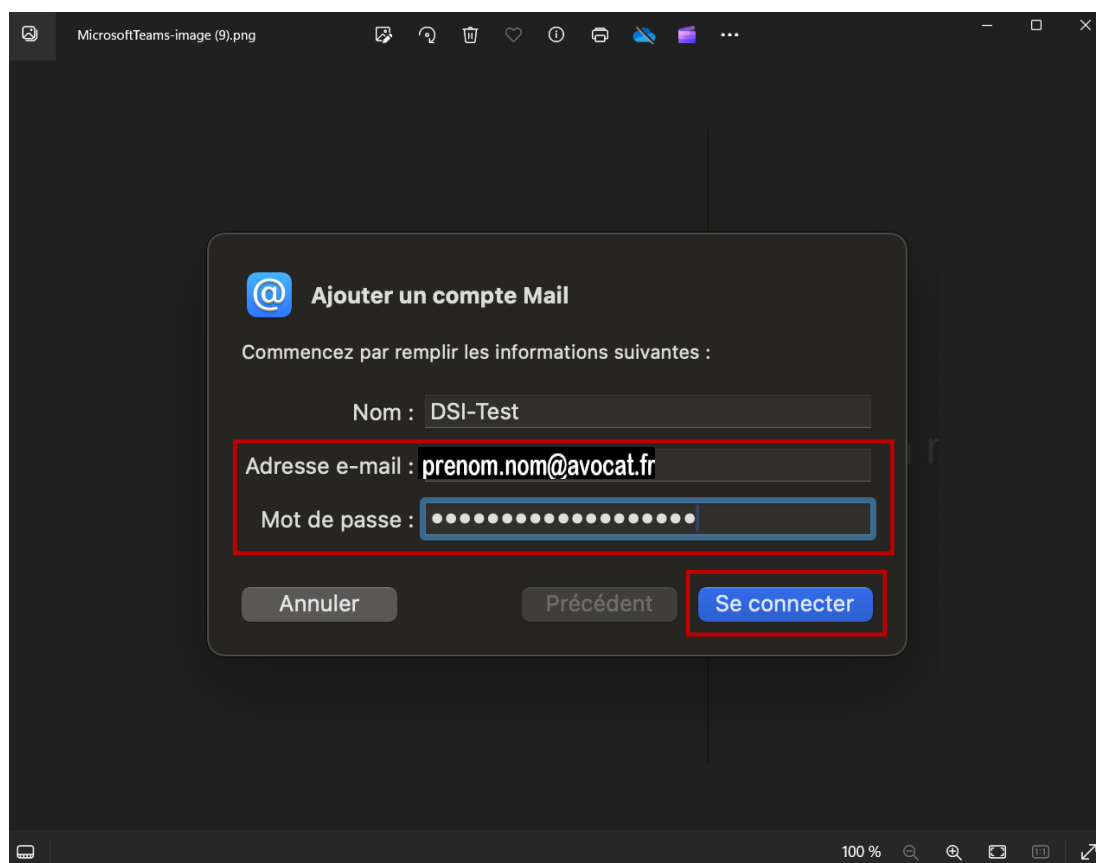 MicrosoftTeams-image (9).png
Ajouter un compte Mail
Commencez par remplir les informations suivantes :
Nom : DSI-Test
Adresse e-mail : prenom.nom@avocat.fr
Mot de passe : ●●●●●●●●●●●●●●●●●●●
Annuler Précédent Se connecter
100 %